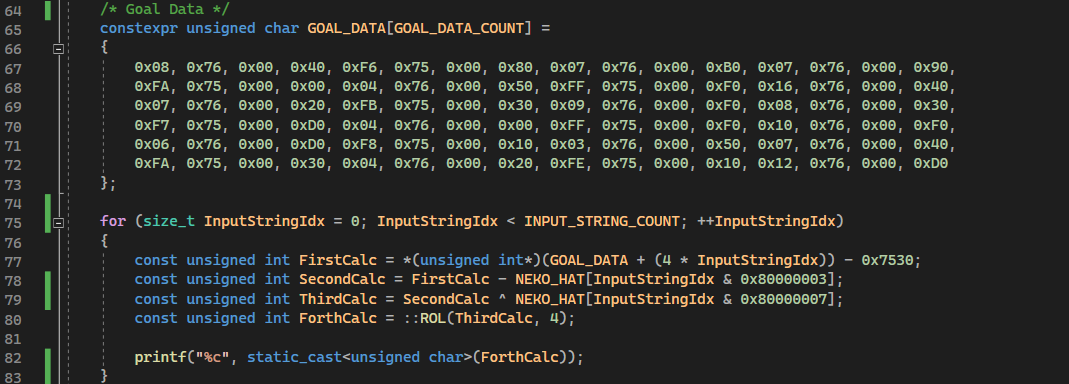 64 /* Goal Data */
65 constexpr unsigned char GOAL_DATA[GOAL_DATA_COUNT] =
66 {
67 0x08, 0x76, 0x00, 0x40, 0xF6, 0x75, 0x00, 0x80, 0x07, 0x76, 0x00, 0xB0, 0x07, 0x76, 0x00, 0x90,
68 0xFA, 0x75, 0x00, 0x00, 0x04, 0x76, 0x00, 0x50, 0xFF, 0x75, 0x00, 0xF0, 0x16, 0x76, 0x00, 0x40,
69 0x07, 0x76, 0x00, 0x20, 0xFB, 0x75, 0x00, 0x30, 0x09, 0x76, 0x00, 0xF0, 0x08, 0x76, 0x00, 0x30,
70 0xF7, 0x75, 0x00, 0xD0, 0x04, 0x76, 0x00, 0x00, 0xFF, 0x75, 0x00, 0xF0, 0x10, 0x76, 0x00, 0xF0,
71 0x06, 0x76, 0x00, 0xD0, 0xF8, 0x75, 0x00, 0x10, 0x03, 0x76, 0x00, 0x50, 0x07, 0x76, 0x00, 0x40,
72 0xFA, 0x75, 0x00, 0x30, 0x04, 0x76, 0x00, 0x20, 0xFE, 0x75, 0x00, 0x10, 0x12, 0x76, 0x00, 0xD0
73 };
74
75 for (size_t InputStringIdx = 0; InputStringIdx < INPUT_STRING_COUNT; ++InputStringIdx)
76 {
77 const unsigned int FirstCalc = *(unsigned int*)(GOAL_DATA + (4 * InputStringIdx)) - 0x7530;
78 const unsigned int SecondCalc = FirstCalc - NEKO_HAT[InputStringIdx & 0x80000003];
79 const unsigned int ThirdCalc = SecondCalc ^ NEKO_HAT[InputStringIdx & 0x80000007];
80 const unsigned int ForthCalc = ::ROL(ThirdCalc, 4);
81
82 printf("%c", static_cast<unsigned char>(ForthCalc));
83 }